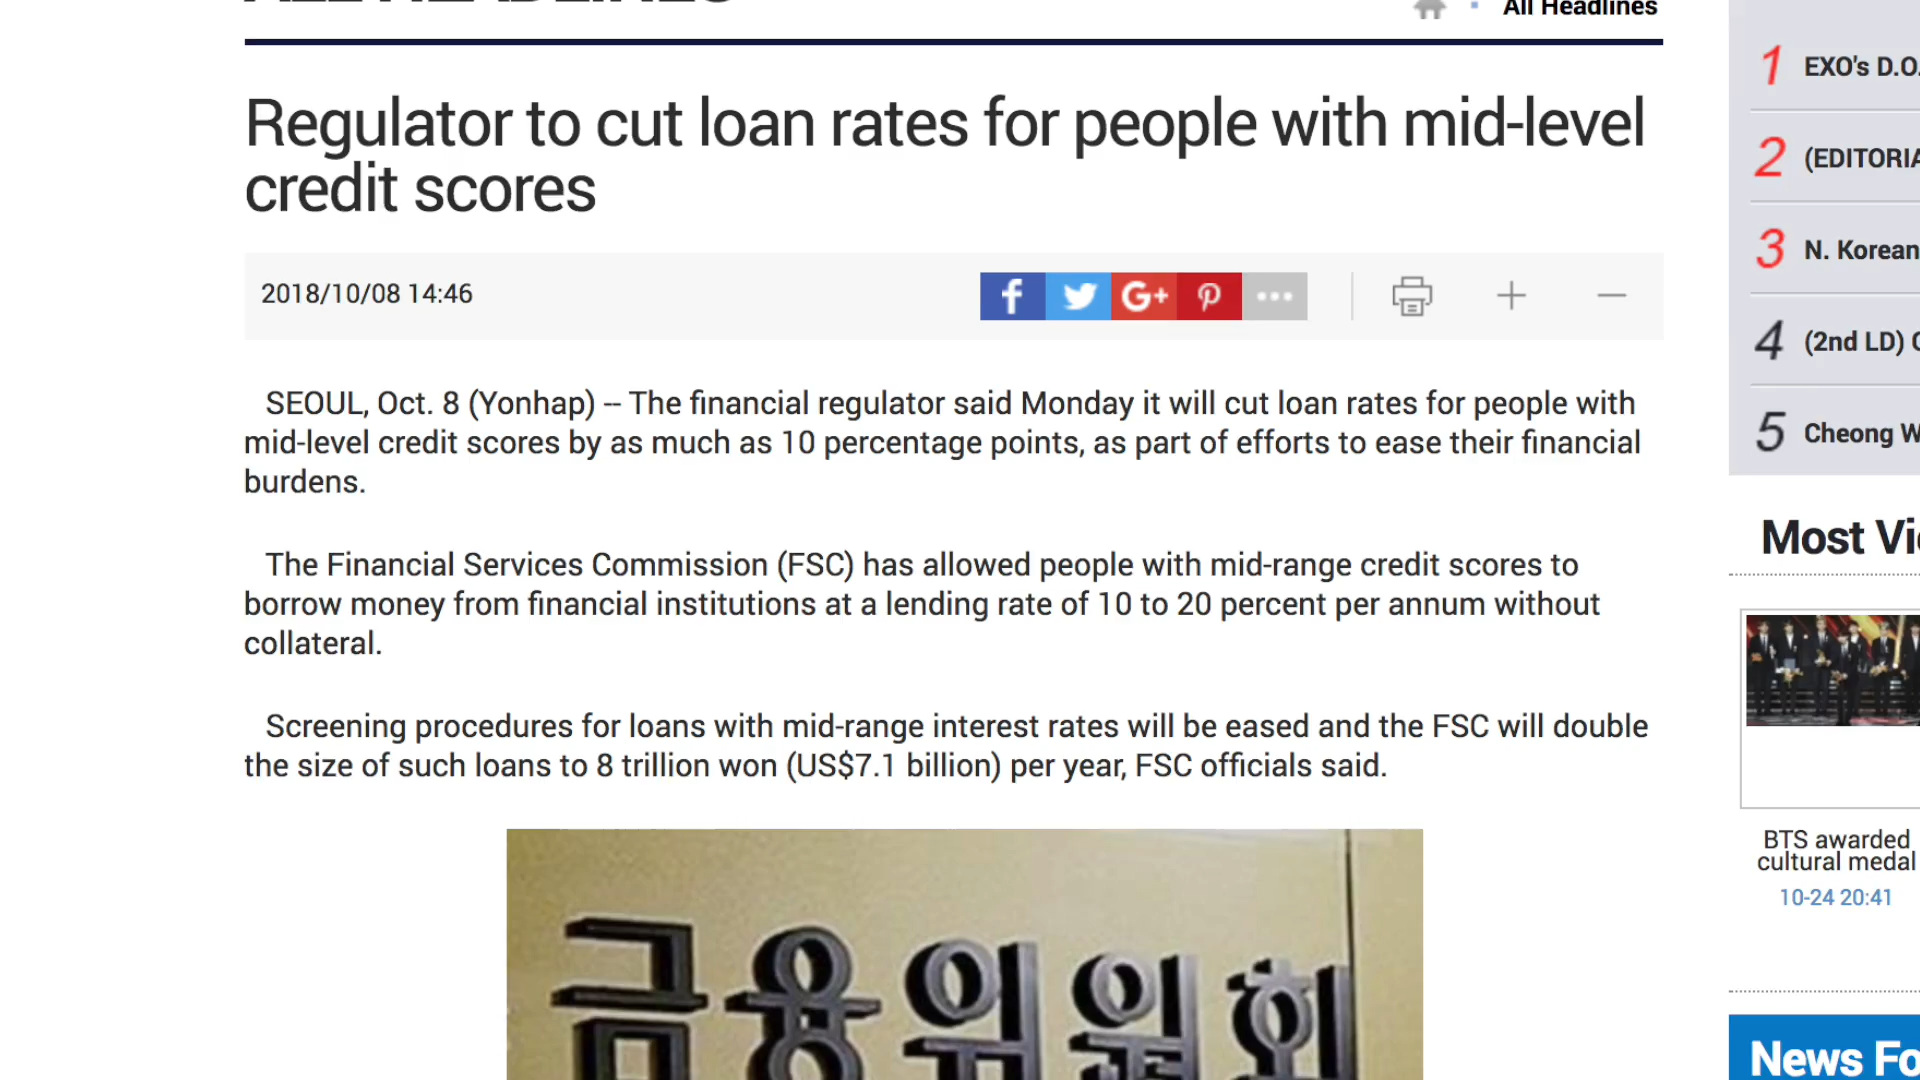 All Headlines
Regulator to cut loan rates for people with mid-level
credit scores
2018/10/08 14:46
SEOUL, Oct. 8 (Yonhap) -- The financial regulator said Monday it will cut loan rates for people with
mid-level credit scores by as much as 10 percentage points, as part of efforts to ease their financial
burdens.
The Financial Services Commission (FSC) has allowed people with mid-range credit scores to
borrow money from financial institutions at a lending rate of 10 to 20 percent per annum without
collateral.
Screening procedures for loans with mid-range interest rates will be eased and the FSC will double
the size of such loans to 8 trillion won (US$7.1 billion) per year, FSC officials said.
금융위원회
1 EXO's D.O.
2 (EDITORIA
3 N. Korean
4 (2nd LD)
5 Cheong W
Most Vi
BTS awarded
cultural medal
10-24 20:41
News Fo